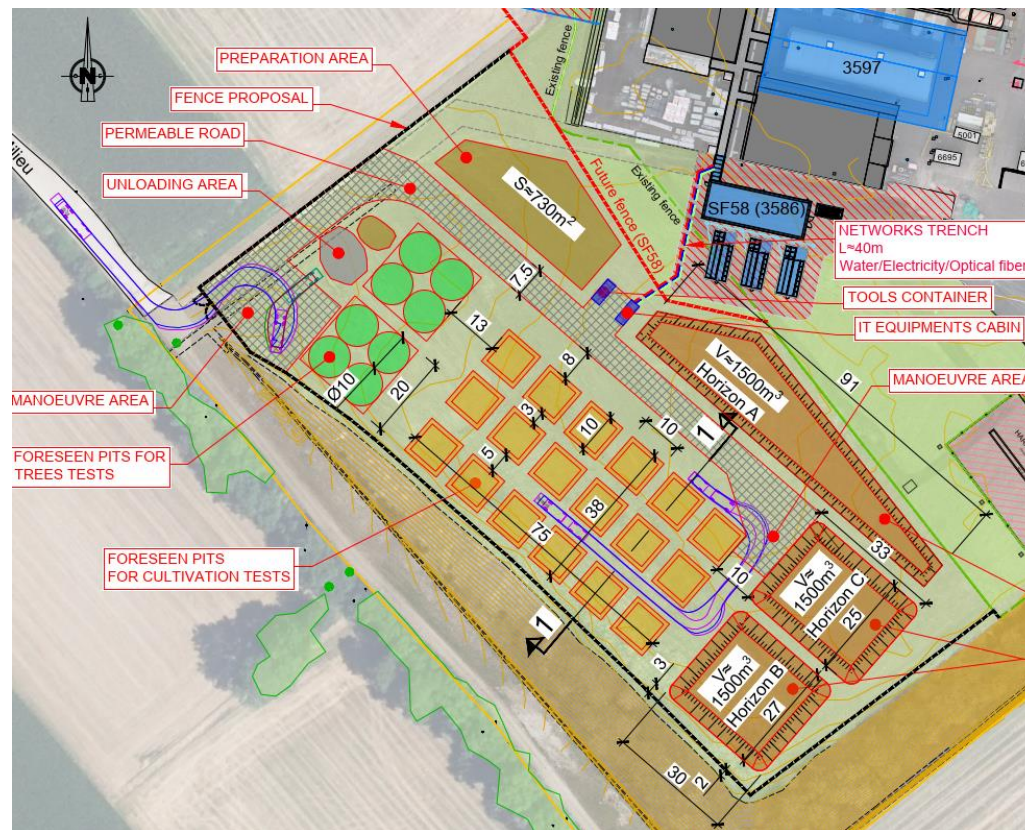 N
PREPARATION AREA
FENCE PROPOSAL
PERMEABLE ROAD
UNLOADING AREA
Existing fence
3597
5001
6695
S≈730m²
Future fence (SF58)
Existing fence
SF58 (3586)
NETWORKS TRENCH
L≈40m
Water/Electricity/Optical fiber
TOOLS CONTAINER
IT EQUIPMENTS CABIN
MANOEUVRE AREA
7.5
13
8
V≈1500m³
Horizon A
91
MANOEUVRE AREA
Ø10
20
3
10
10
1
FORESEEN PITS FOR
TREES TESTS
5
38
75
33
10
FORESEEN PITS
FOR CULTIVATION TESTS
V≈
1500m³
Horizon C
25
1
3
V≈
1500m³
Horizon B
27
30
2